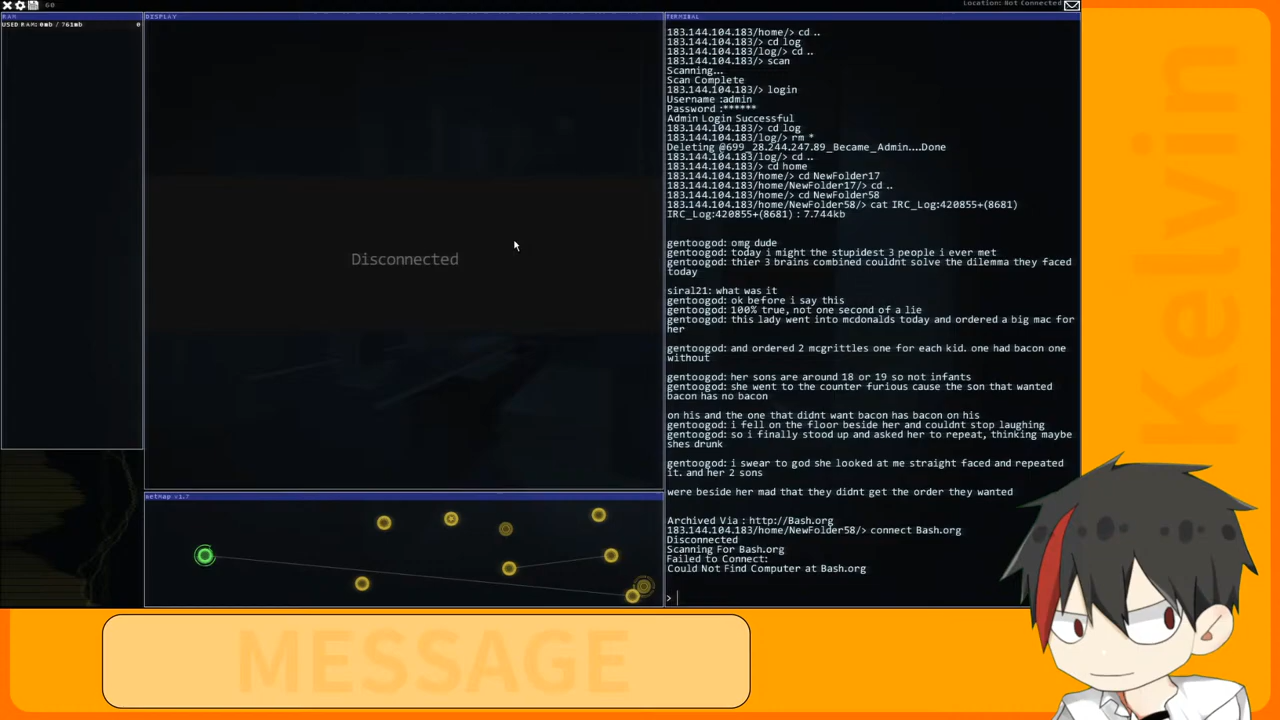 60
Location: Not Connected
RAM
DISPLAY
TERMINAL
USED RAM: 0mb / 761mb
0
183.144.104.183/home/> cd ..
183.144.104.183/> cd log
183.144.104.183/log/> cd ..
183.144.104.183/> scan
Scanning...
Scan Complete
183.144.104.183/> login
Username :admin
Password :******
Admin Login Successful
183.144.104.183/> cd log
183.144.104.183/log/> rm *
Deleting @699_28.244.247.89_Became_Admin....Done
183.144.104.183/log/> cd ..
183.144.104.183/> cd home
183.144.104.183/home/> cd NewFolder17
183.144.104.183/home/NewFolder17/> cd ..
183.144.104.183/home/> cd NewFolder58
183.144.104.183/home/NewFolder58/> cat IRC_Log:420855+(8681)
IRC_Log:420855+(8681) : 7.744kb
gentoogod: omg dude
gentoogod: today i might the stupidest 3 people i ever met
gentoogod: thier 3 brains combined couldnt solve the dilemma they faced
today
siral21: what was it
gentoogod: ok before i say this
gentoogod: 100% true, not one second of a lie
gentoogod: this lady went into mcdonalds today and ordered a big mac for
her
gentoogod: and ordered 2 mcgrittles one for each kid. one had bacon one
without
gentoogod: her sons are around 18 or 19 so not infants
gentoogod: she went to the counter furious cause the son that wanted
bacon has no bacon
on his and the one that didnt want bacon has bacon on his
gentoogod: i fell on the floor beside her and couldnt stop laughing
gentoogod: so i finally stood up and asked her to repeat, thinking maybe
shes drunk
gentoogod: i swear to god she looked at me straight faced and repeated
it. and her 2 sons
were beside her mad that they didnt get the order they wanted
Archived Via : http://Bash.org
183.144.104.183/home/NewFolder58/> connect Bash.org
Disconnected
Scanning For Bash.org
Failed to Connect:
Could Not Find Computer at Bash.org
>
Disconnected
netMap v1.7
Kelvin
MESSAGE